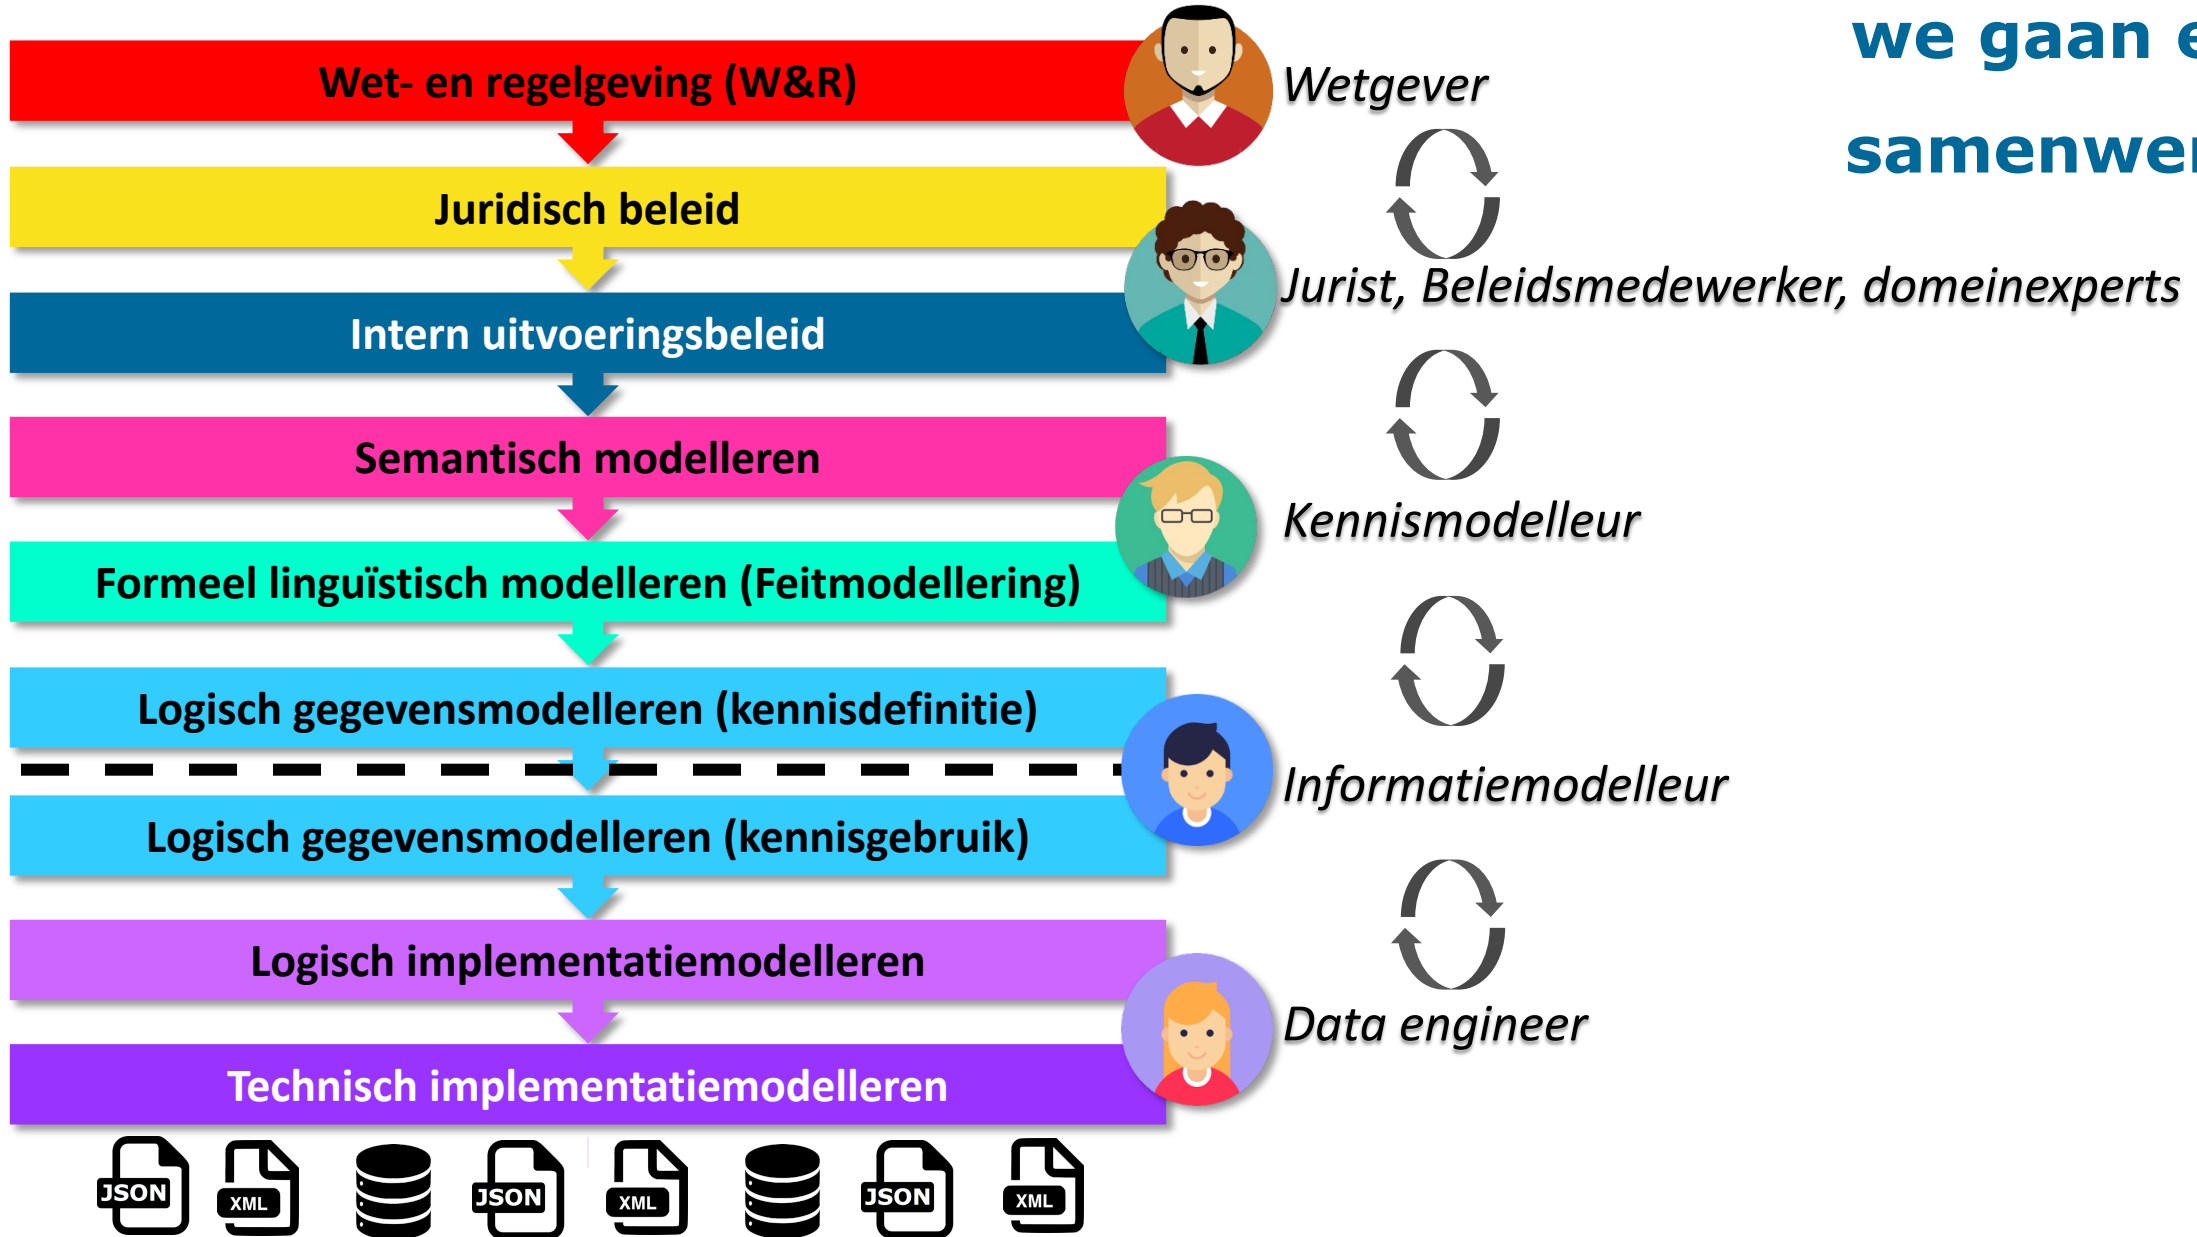 we gaan e
samenwe
Wet- en regelgeving (W&R)
Wetgever
Juridisch beleid
Jurist, Beleidsmedewerker, domeinexperts
Intern uitvoeringsbeleid
Semantisch modelleren
Kennismodelleur
Formeel linguïstisch modelleren (Feitmodellering)
Logisch gegevensmodelleren (kennisdefinitie)
Informatiemodelleur
Logisch gegevensmodelleren (kennisgebruik)
Logisch implementatiemodelleren
Data engineer
Technisch implementatiemodelleren
JSON XML JSON XML JSON XML